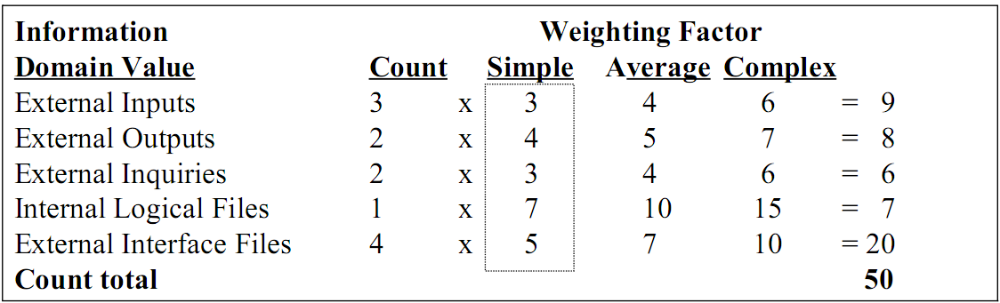 Information Weighting Factor
Domain Value Count Simple Average Complex
External Inputs 3 x 3 4 6 = 9
External Outputs 2 x 4 5 7 = 8
External Inquiries 2 x 3 4 6 = 6
Internal Logical Files 1 x 7 10 15 = 7
External Interface Files 4 x 5 7 10 = 20
Count total 50